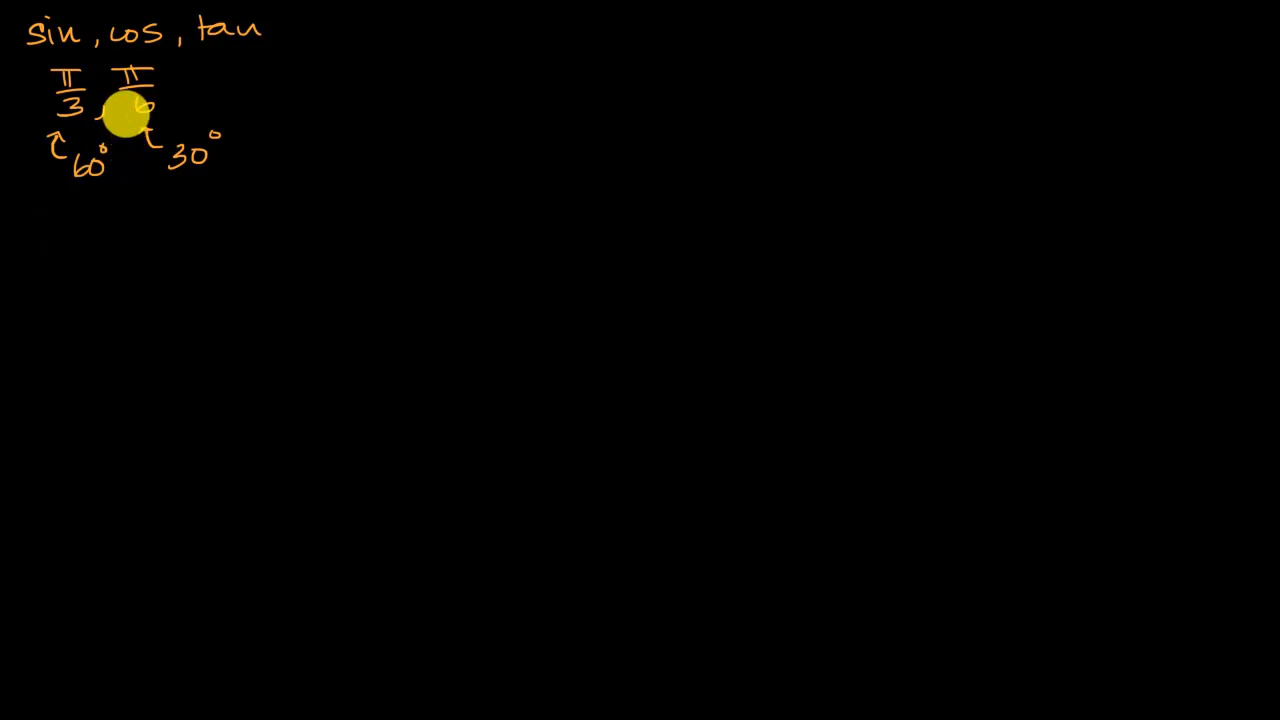 sin, cos, tan
π/3, π/6
60° 30°